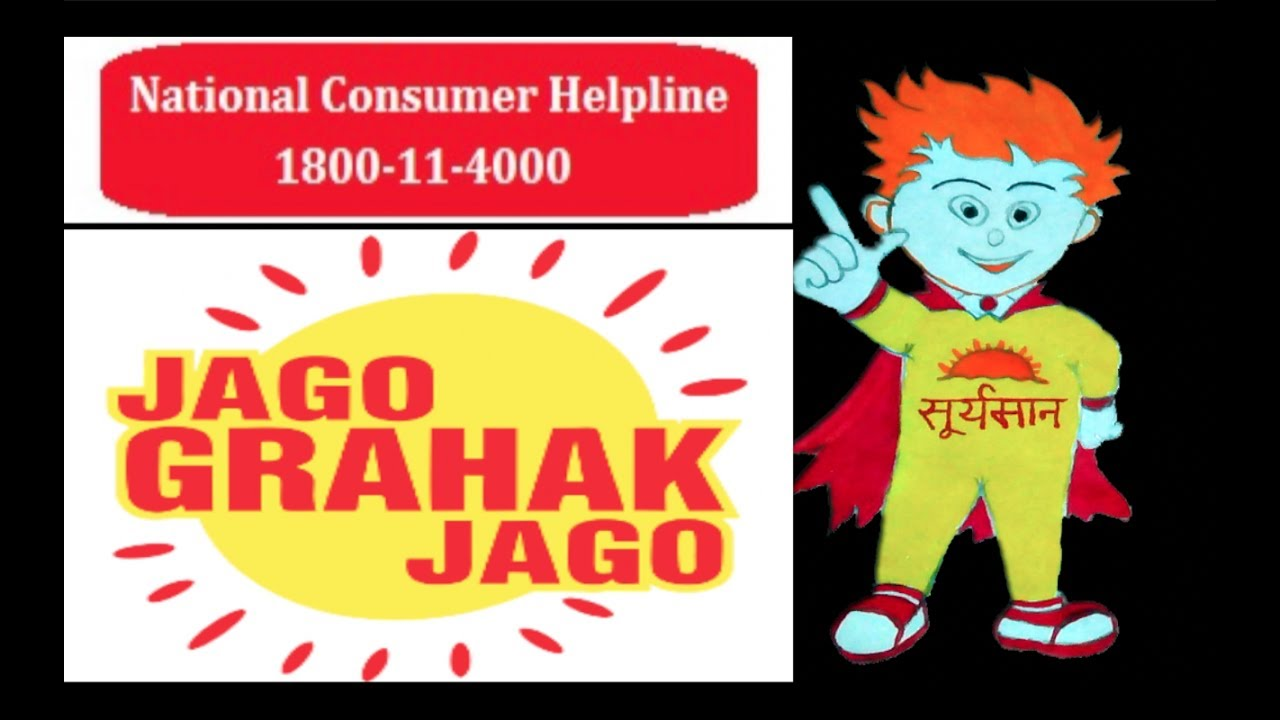 National Consumer Helpline
1800-11-4000
JAGO
GRAHAK
JAGO
सूर्यमान